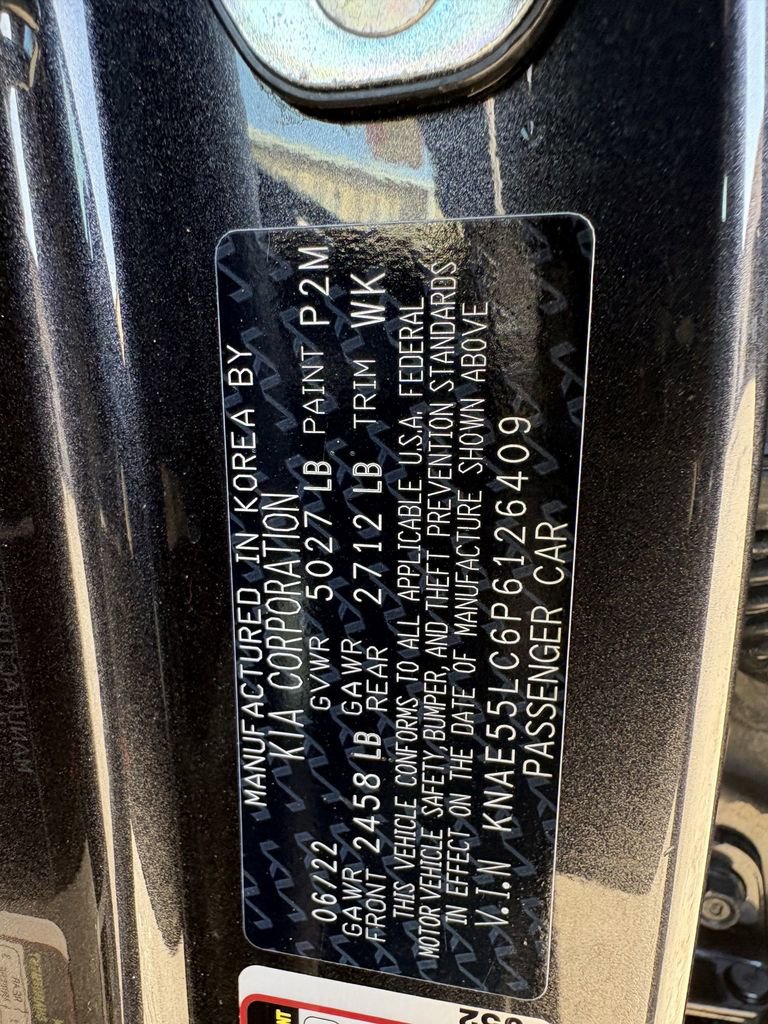 MANUFACTURED IN KOREA BY
KIA CORPORATION
06/22 GVWR 5027 LB PAINT P2M
GAWR FRONT 2458 LB GAWR REAR 2712 LB TRIM WK
THIS VEHICLE CONFORMS TO ALL APPLICABLE U.S.A. FEDERAL
MOTOR VEHICLE SAFETY, BUMPER, AND THEFT PREVENTION STANDARDS
IN EFFECT ON THE DATE OF MANUFACTURE SHOWN ABOVE
V.I.N KNAE55LC6P6126409
PASSENGER CAR